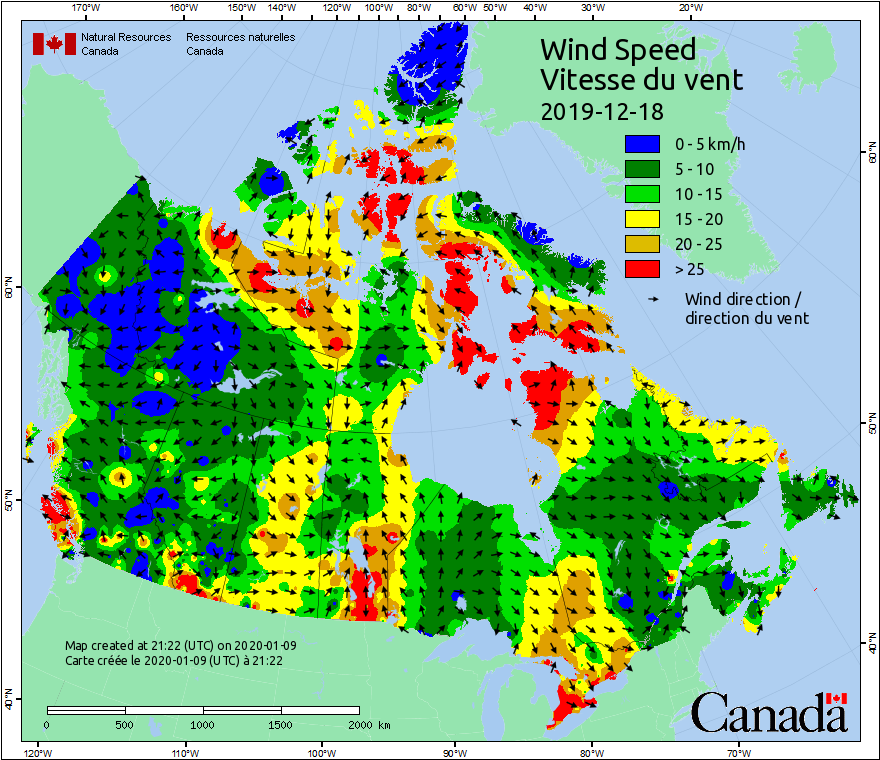 170°W 160°W 150°W 140°W 120°W 100°W 80°W 60°W 50°W 40°W 30°W 20°W
Natural Resources Ressources naturelles
Canada Canada
Wind Speed
Vitesse du vent
2019-12-18
0 - 5 km/h
5 - 10
10 - 15
15 - 20
20 - 25
> 25
Wind direction /
direction du vent
60°N
60°N
50°N
50°N
40°N
40°N
Map created at 21:22 (UTC) on 2020-01-09
Carte créée le 2020-01-09 (UTC) à 21:22
0 500 1000 1500 2000 km
Canada
120°W 110°W 100°W 90°W 80°W 70°W